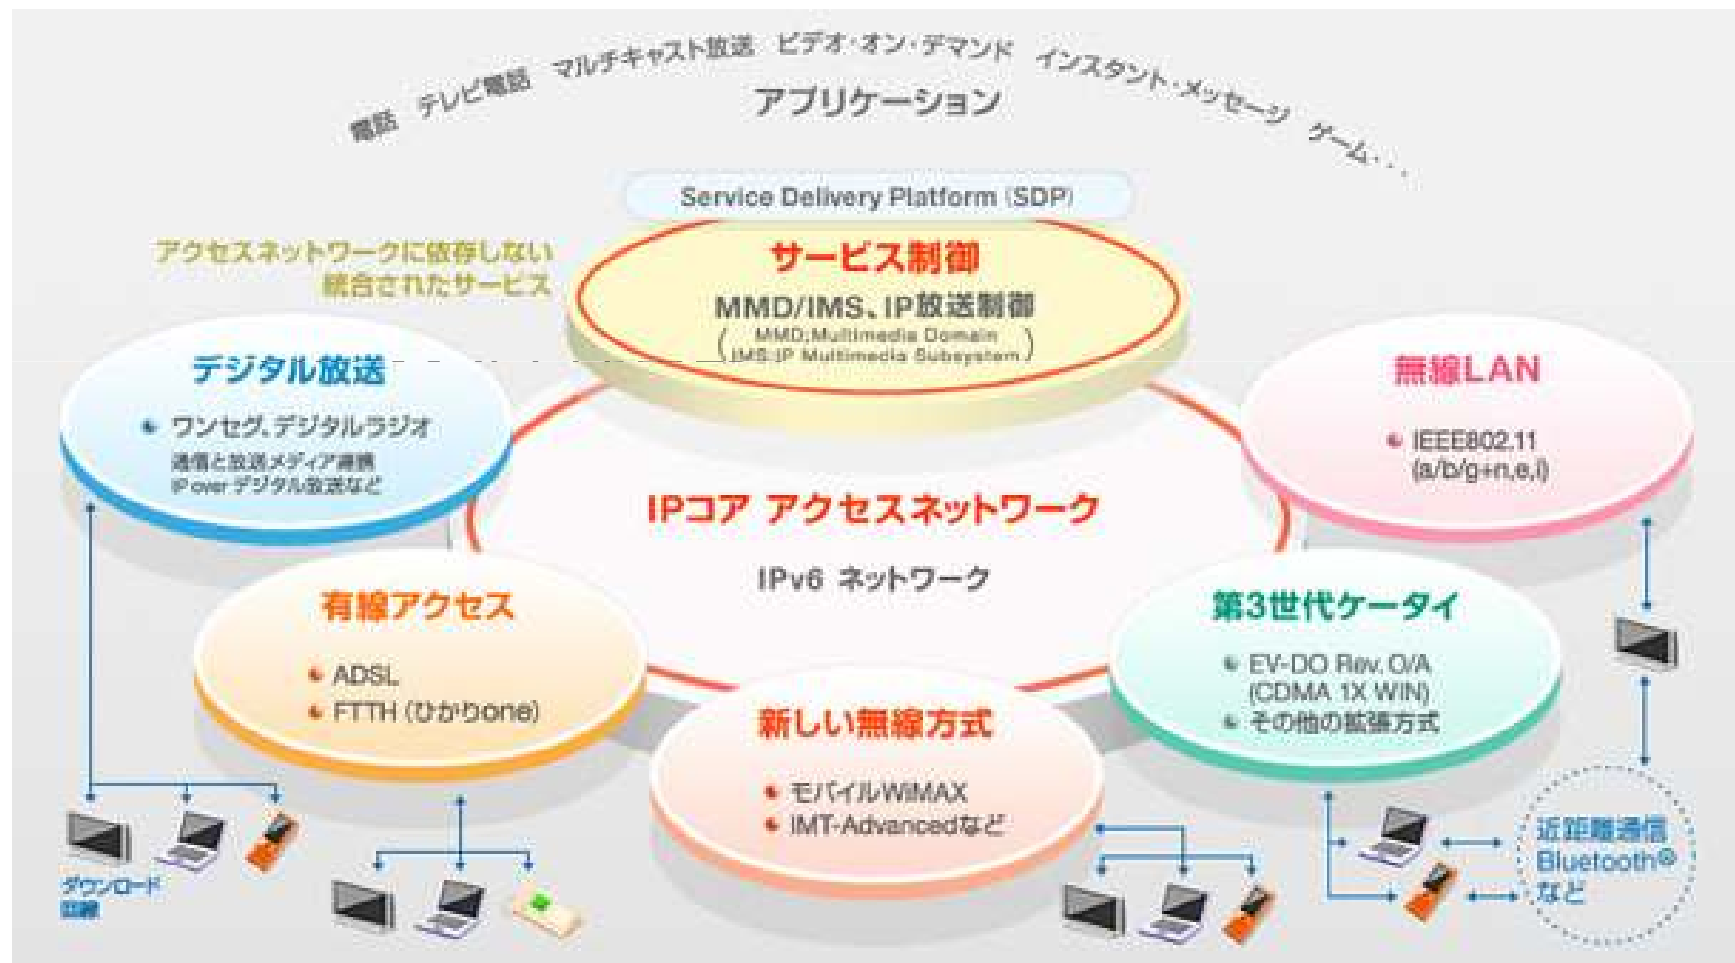 電話 テレビ電話 マルチキャスト放送 ビデオ・オン・デマンド インスタント・メッセージ ゲーム・・・
アプリケーション
Service Delivery Platform (SDP)
アクセスネットワークに依存しない
統合されたサービス
サービス制御
MMD/IMS、IP放送制御
(MMD:Multimedia Domain
IMS:IP Multimedia Subsystem)
デジタル放送
ワンセグ、デジタルラジオ
通信と放送メディア連携
IP over デジタル放送など
無線LAN
IEEE802.11
(a/b/g+n,e,i)
IPコア アクセスネットワーク
IPv6 ネットワーク
有線アクセス
ADSL
FTTH (ひかりone)
第3世代ケータイ
EV-DO Rev. O/A
(CDMA 1X WIN)
その他の拡張方式
新しい無線方式
モバイルWiMAX
IMT-Advancedなど
ダウンロード
回線
近距離通信
Bluetooth®
など